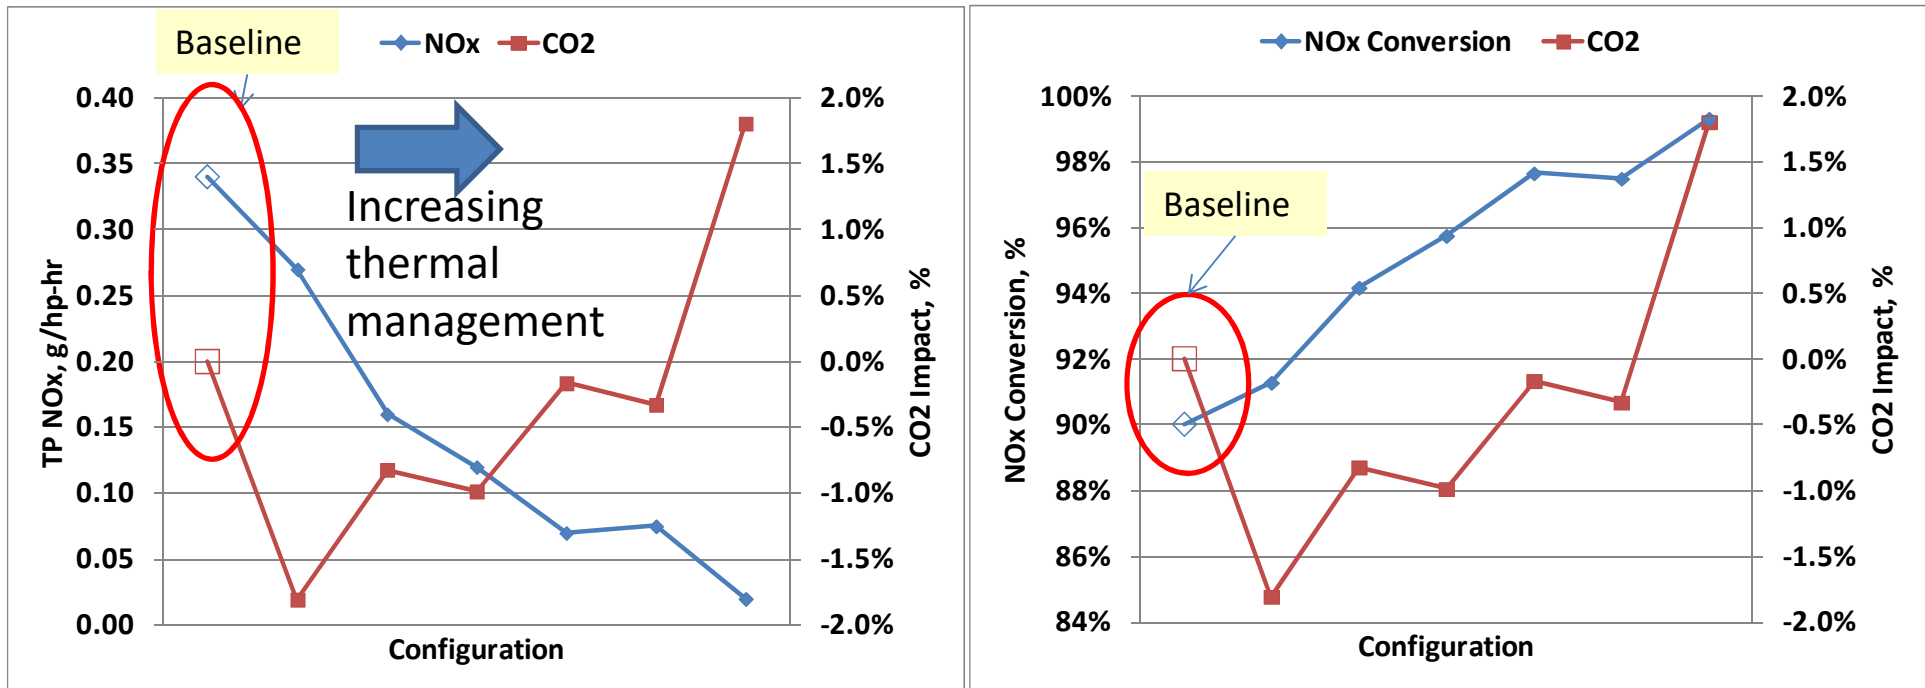 Baseline
NOx
CO2
0.40
0.35
0.30
0.25
0.20
0.15
0.10
0.05
0.00
TP NOx, g/hp-hr
Increasing
thermal
management
2.0%
1.5%
1.0%
0.5%
0.0%
-0.5%
-1.0%
-1.5%
-2.0%
CO2 Impact, %
Configuration
NOx Conversion
CO2
100%
98%
96%
94%
92%
90%
88%
86%
84%
NOx Conversion, %
Baseline
2.0%
1.5%
1.0%
0.5%
0.0%
-0.5%
-1.0%
-1.5%
-2.0%
CO2 Impact, %
Configuration